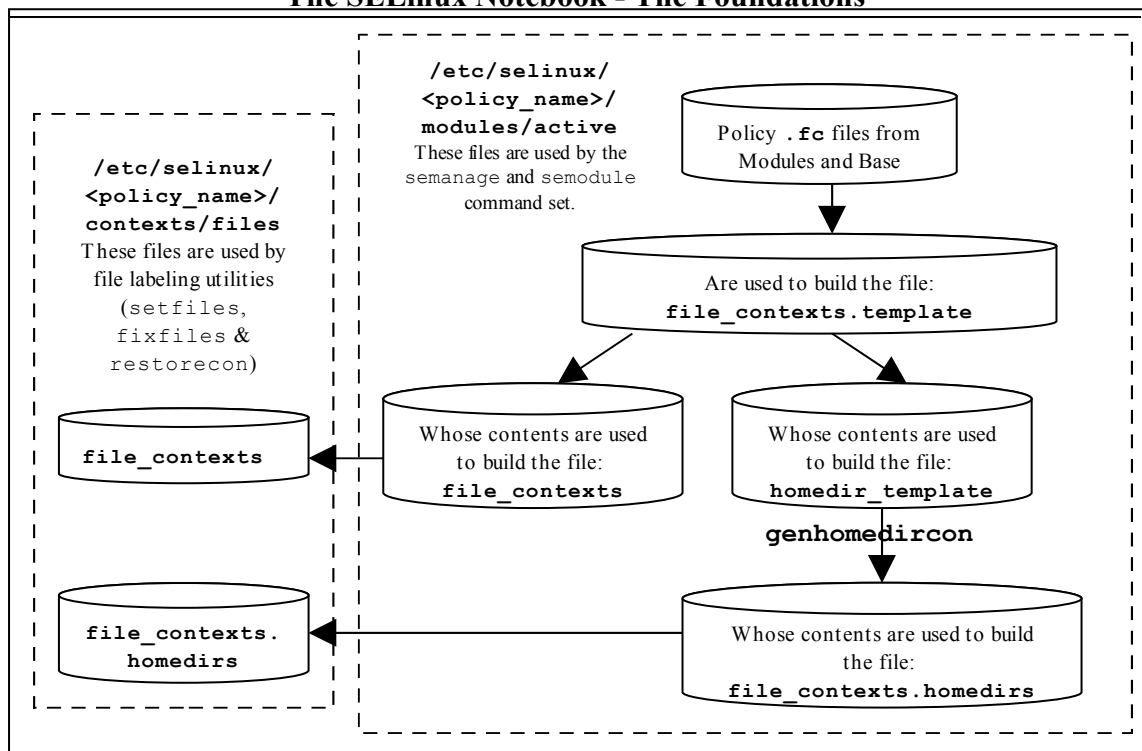 The SELinux Notebook - The Foundations
/etc/selinux/
<policy_name>/
modules/active
These files are used by the
semanage and semodule
command set.
Policy .fc files from
Modules and Base
/etc/selinux/
<policy_name>/
contexts/files
These files are used by
file labeling utilities
(setfiles,
fixfiles &
restorecon)
Are used to build the file:
file_contexts.template
file_contexts
Whose contents are used
to build the file:
file_contexts
Whose contents are used
to build the file:
homedir_template
genhomedircon
file_contexts.
homedirs
Whose contents are used to build
the file:
file_contexts.homedirs